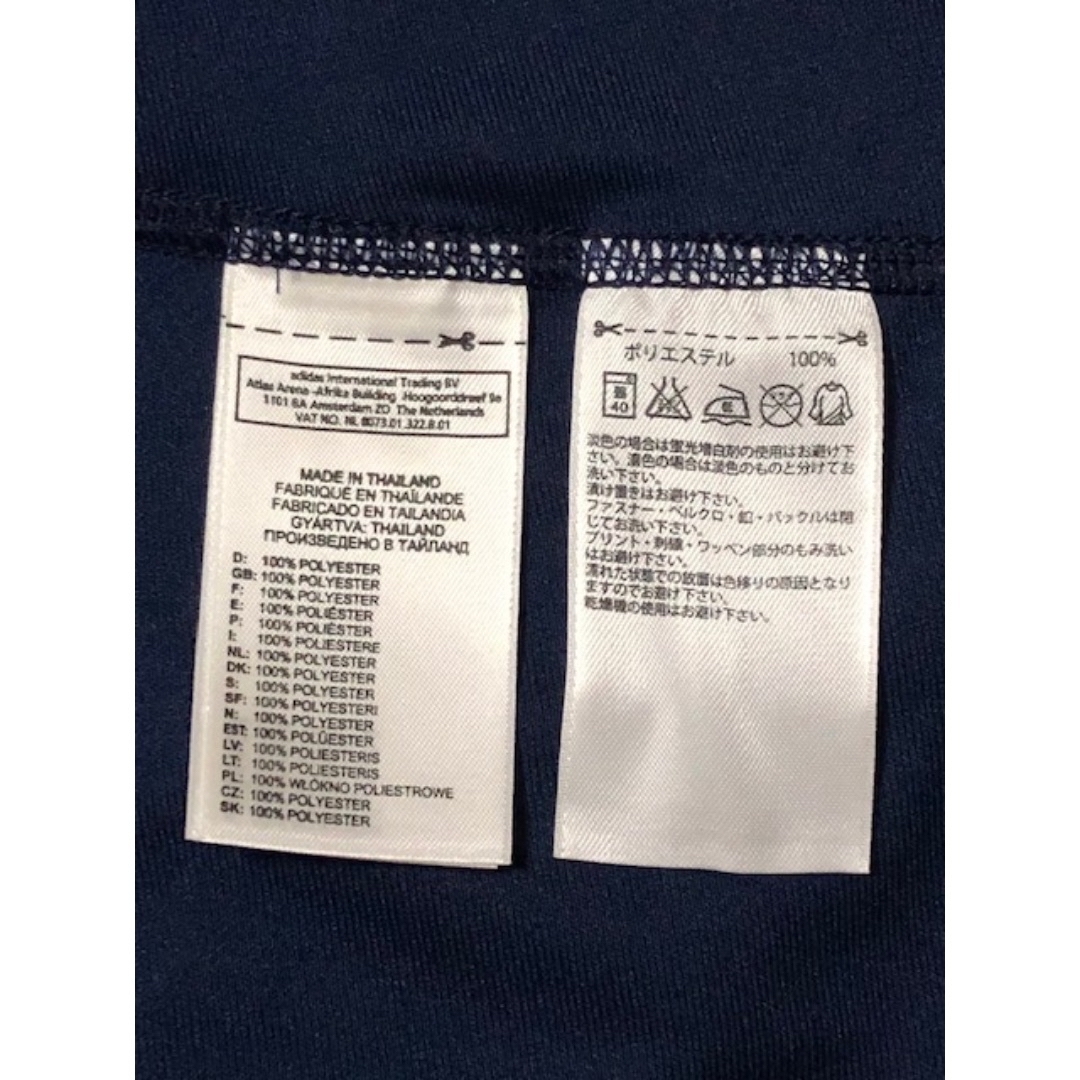 adidas International Trading BV
Atlas Arena -Afrika Building Hoogoorddreef 9a
1101 BA Amsterdam ZO The Netherlands
VAT NO. NL 8073.01.322.B.01
MADE IN THAILAND
FABRIQUÉ EN THAÏLANDE
FABRICADO EN TAILANDIA
GYÁRTVA: THAILAND
ПРОИЗВЕДЕНО В ТАЙЛАНД
D: 100% POLYESTER
GB: 100% POLYESTER
F: 100% POLYESTER
E: 100% POLIÉSTER
P: 100% POLIÉSTER
I: 100% POLIESTERE
NL: 100% POLYESTER
DK: 100% POLYESTER
S: 100% POLYESTER
SF: 100% POLYESTERI
N: 100% POLYESTER
EST: 100% POLÜESTER
LV: 100% POLIESTERIS
LT: 100% POLIESTERIS
PL: 100% WŁÓKNO POLIESTROWE
CZ: 100% POLYESTER
SK: 100% POLYESTER
ポリエステル 100%
弱
40
淡色の場合は蛍光増白剤の使用はお避け下
さい。濃色の場合は淡色のものと分けてお
洗い下さい。
漬け置きはお避け下さい。
ファスナー・ベルクロ・釦・バックルは閉
じてお洗い下さい。
プリント・刺繍・ワッペン部分のもみ洗い
はお避け下さい。
濡れた状態での放置は色移りの原因となり
ますのでお避け下さい。
乾燥機の使用はお避け下さい。